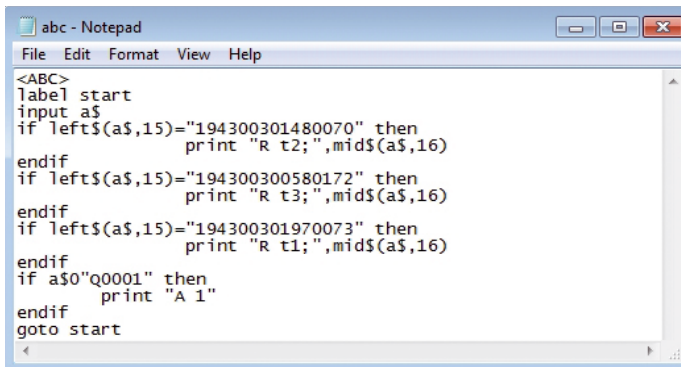 abc - Notepad
File Edit Format View Help
<ABC>
label start
input a$
if left$(a$,15)="194300301480070" then
                print "R t2;",mid$(a$,16)
endif
if left$(a$,15)="194300300580172" then
                print "R t3;",mid$(a$,16)
endif
if left$(a$,15)="194300301970073" then
                print "R t1;",mid$(a$,16)
endif
if a$0"Q0001" then
        print "A 1"
endif
goto start